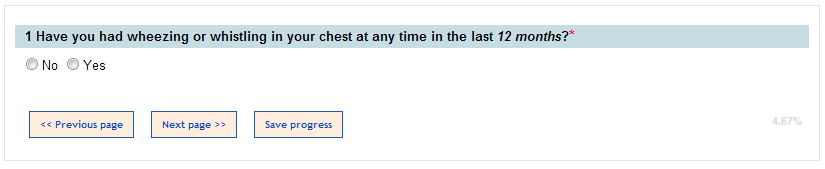 1 Have you had wheezing or whistling in your chest at any time in the last 12 months?*
No Yes
<< Previous page Next page >> Save progress 4.67%